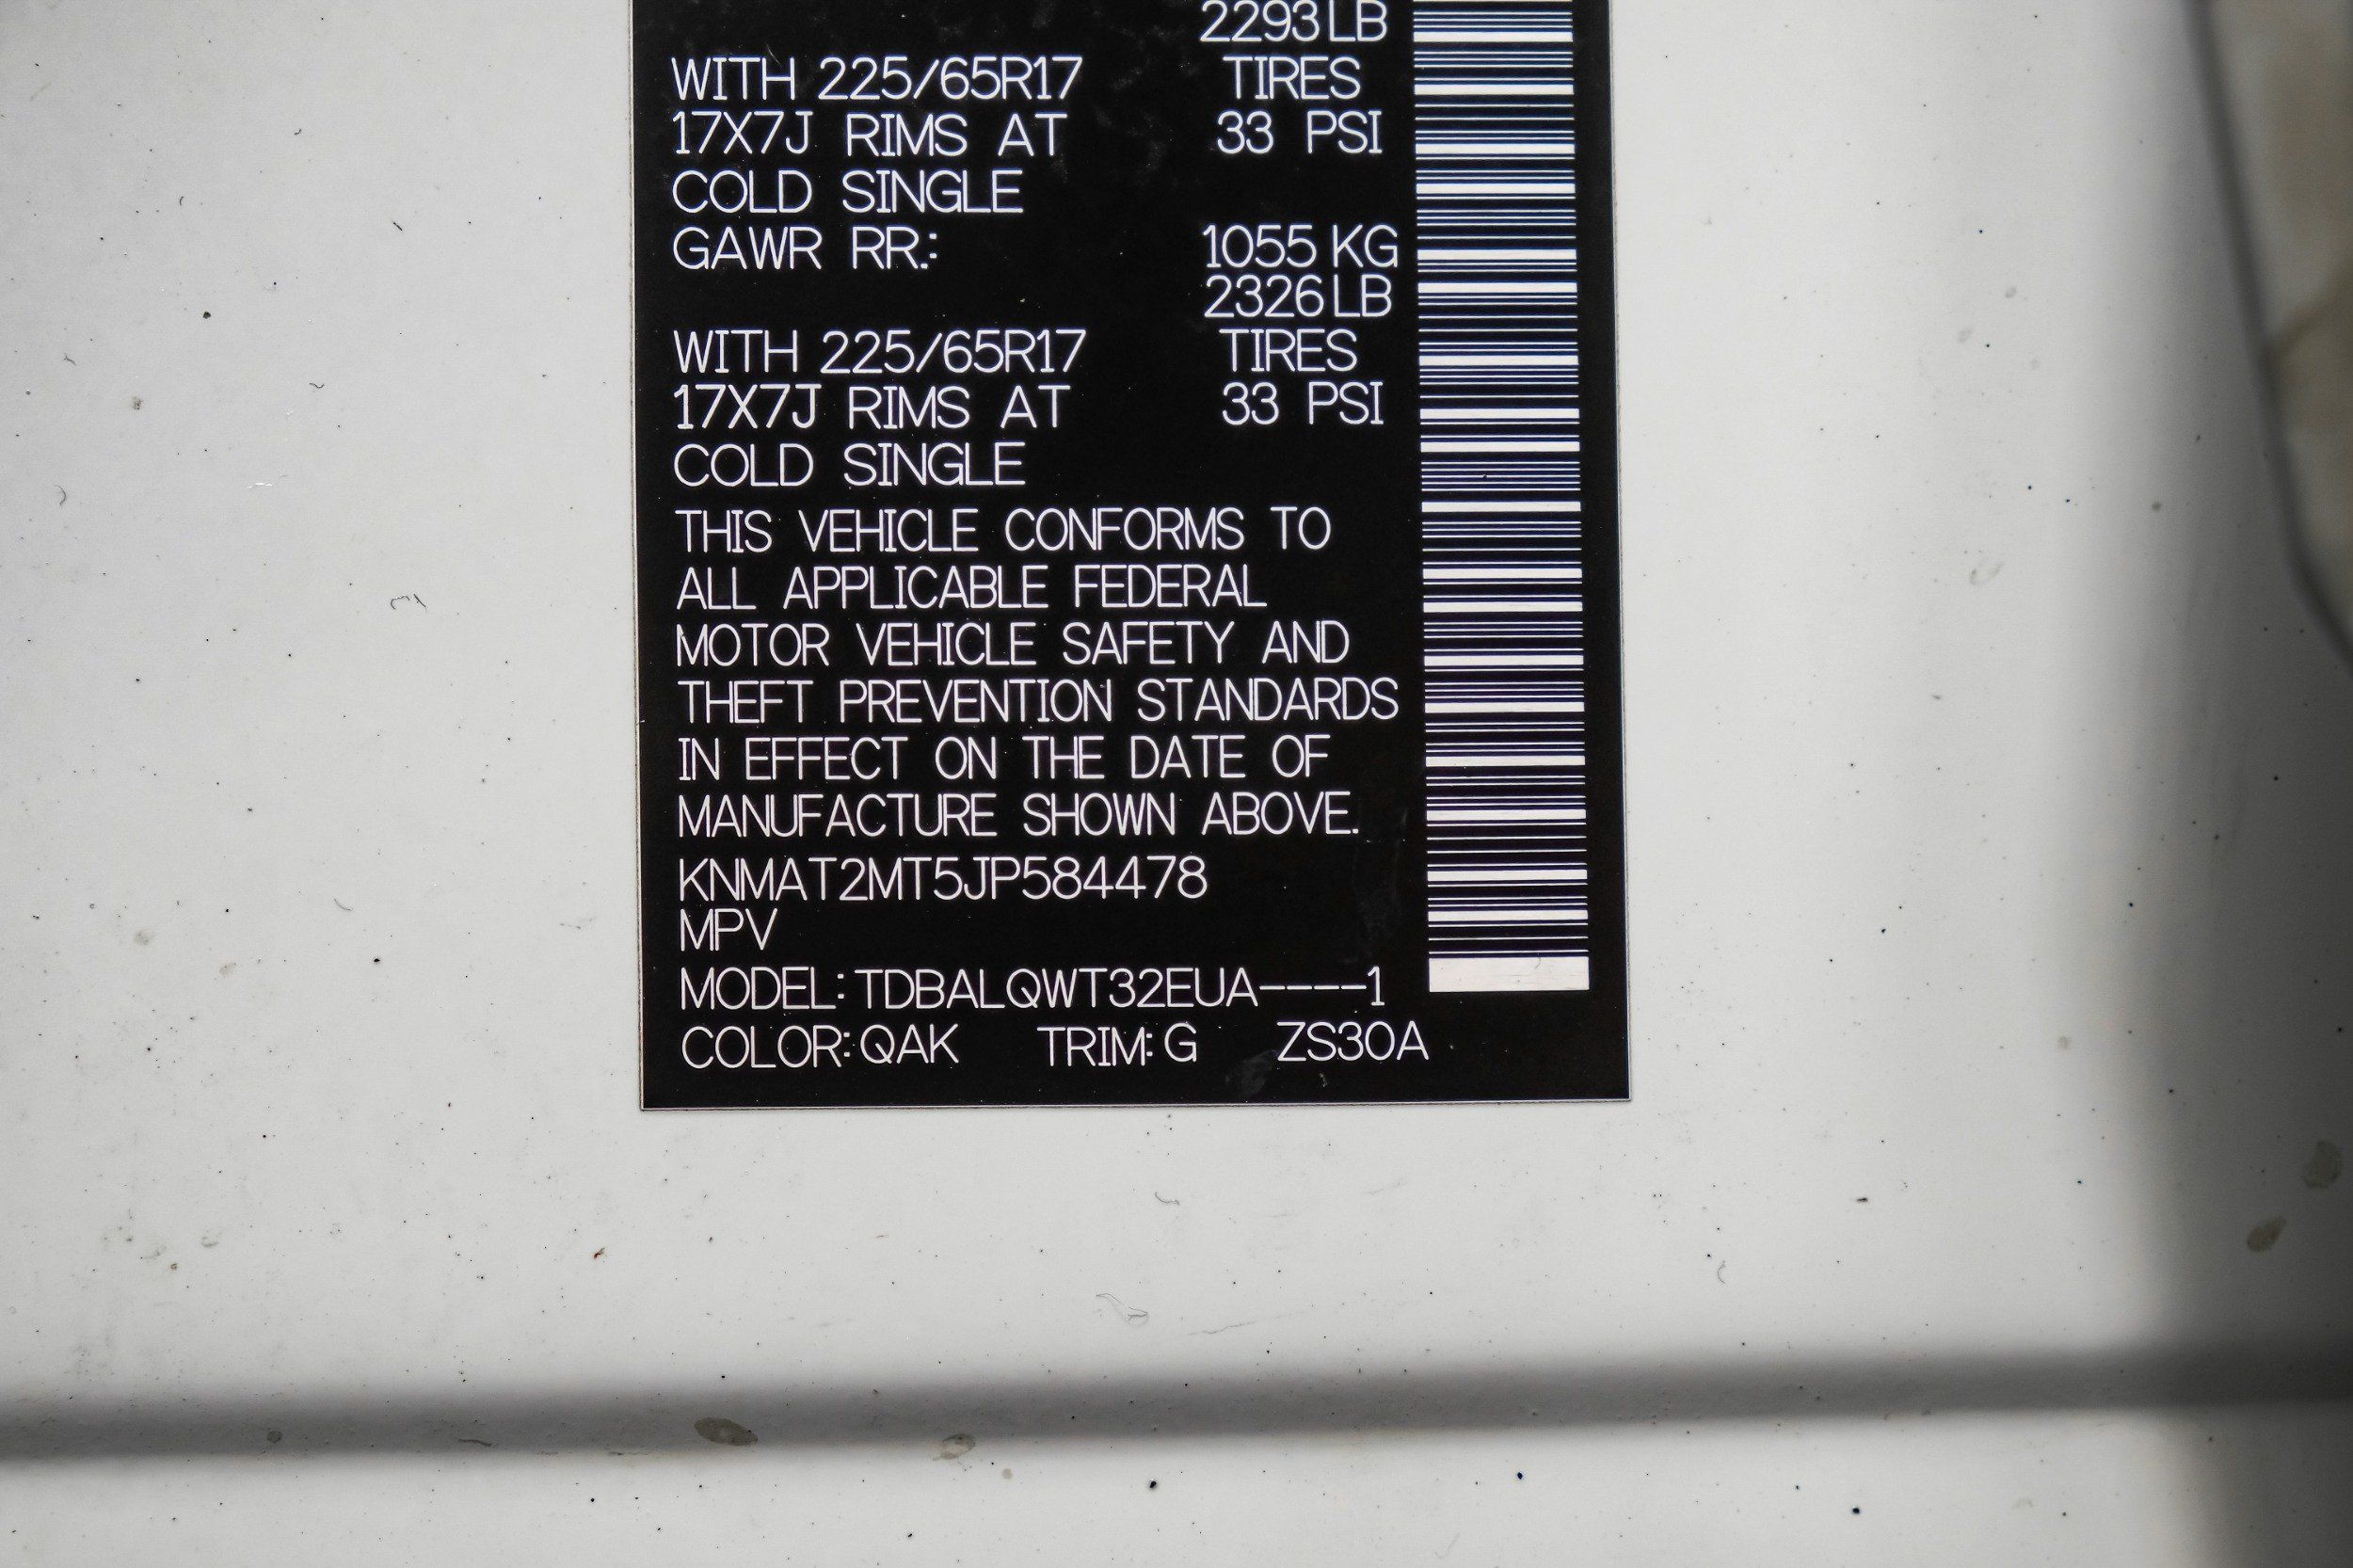 2293 LB
WITH 225/65R17 TIRES
17X7J RIMS AT 33 PSI
COLD SINGLE
GAWR RR.: 1055 KG
2326 LB
WITH 225/65R17 TIRES
17X7J RIMS AT 33 PSI
COLD SINGLE
THIS VEHICLE CONFORMS TO
ALL APPLICABLE FEDERAL
MOTOR VEHICLE SAFETY AND
THEFT PREVENTION STANDARDS
IN EFFECT ON THE DATE OF
MANUFACTURE SHOWN ABOVE.
KNMAT2MT5JP584478
MPV
MODEL: TDBALQWT32EUA----1
COLOR: QAK TRIM: G ZS30A